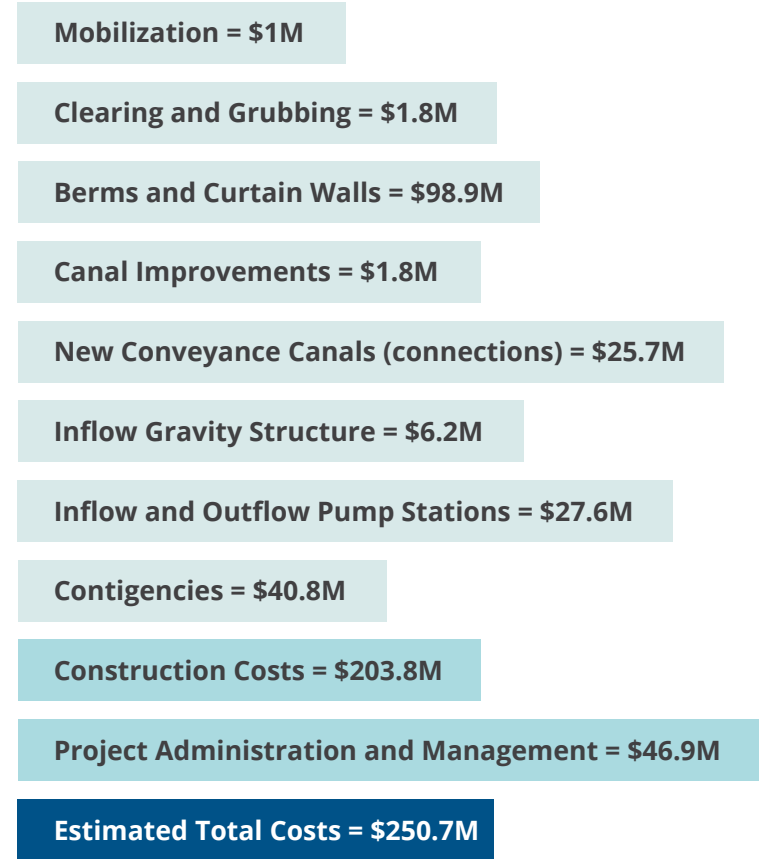 Mobilization = $1M
Clearing and Grubbing = $1.8M
Berms and Curtain Walls = $98.9M
Canal Improvements = $1.8M
New Conveyance Canals (connections) = $25.7M
Inflow Gravity Structure = $6.2M
Inflow and Outflow Pump Stations = $27.6M
Contigencies = $40.8M
Construction Costs = $203.8M
Project Administration and Management = $46.9M
Estimated Total Costs = $250.7M